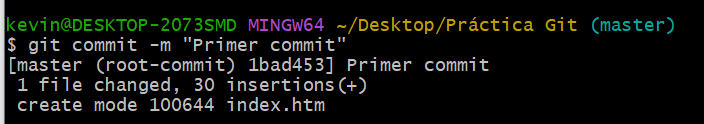 kevin@DESKTOP-2073SMD MINGW64 ~/Desktop/Práctica Git (master)
$ git commit -m "Primer commit"
[master (root-commit) 1bad453] Primer commit
 1 file changed, 30 insertions(+)
 create mode 100644 index.htm